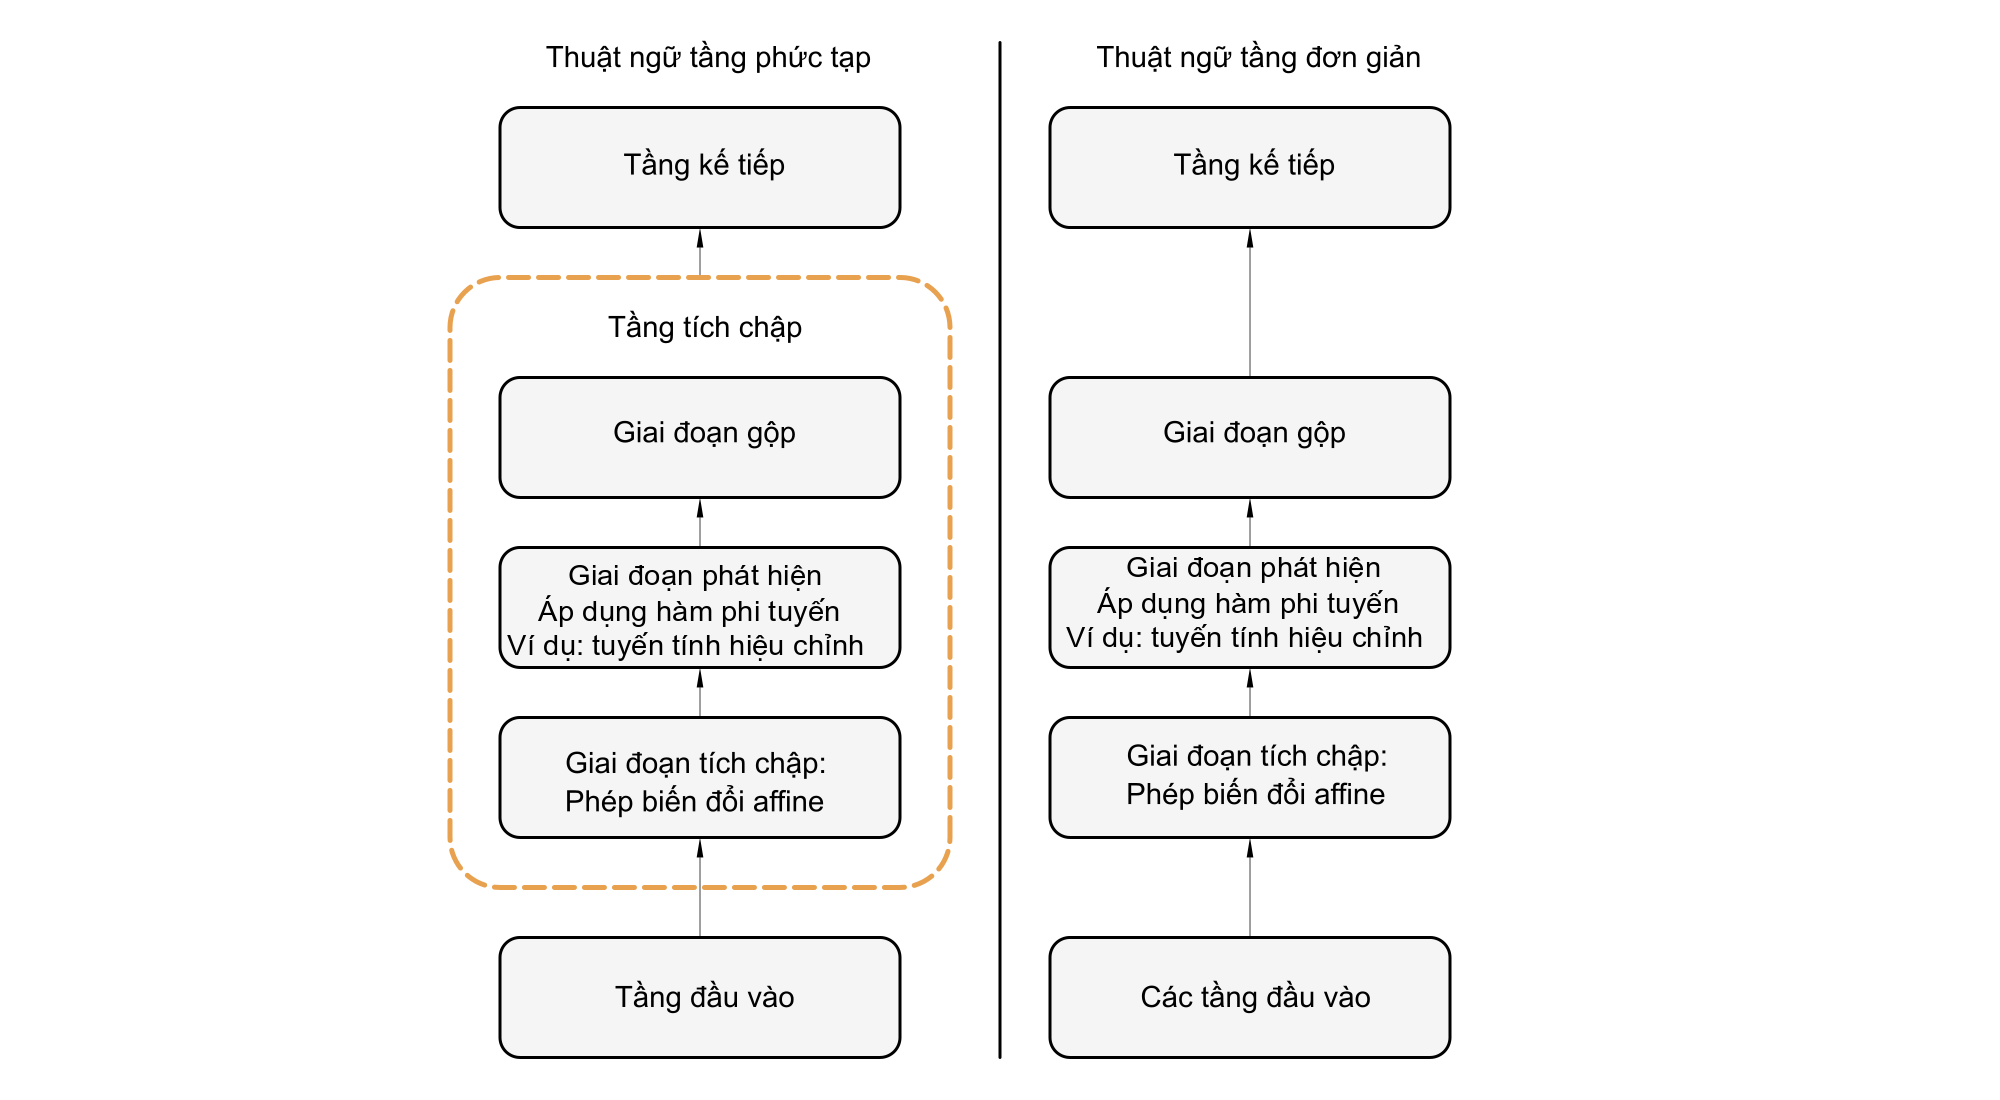 Thuật ngữ tầng phức tạp
Tầng kế tiếp
Tầng tích chập
Giai đoạn gộp
Giai đoạn phát hiện
Áp dụng hàm phi tuyến
Ví dụ: tuyến tính hiệu chỉnh
Giai đoạn tích chập:
Phép biến đổi affine
Tầng đầu vào
Thuật ngữ tầng đơn giản
Tầng kế tiếp
Giai đoạn gộp
Giai đoạn phát hiện
Áp dụng hàm phi tuyến
Ví dụ: tuyến tính hiệu chỉnh
Giai đoạn tích chập:
Phép biến đổi affine
Các tầng đầu vào